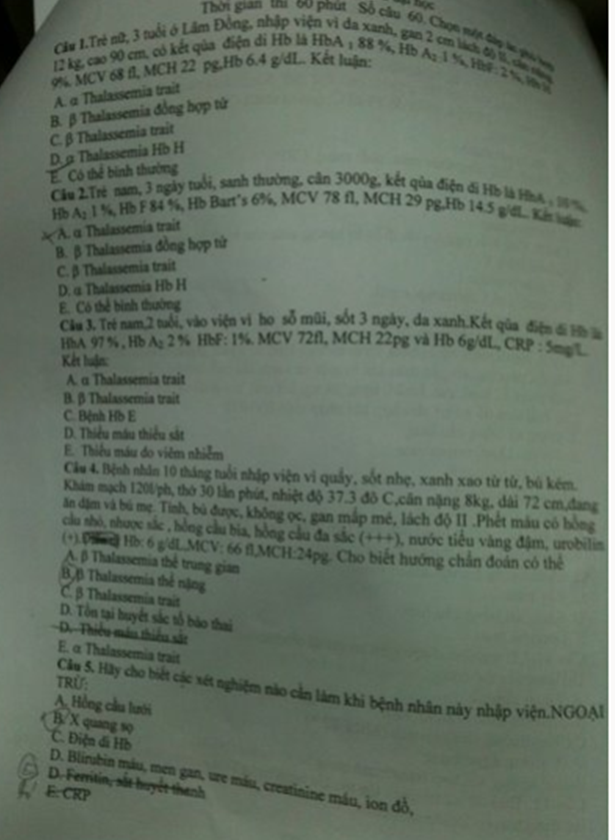 Thời gian thi 60 phút Số câu 60. Chọn một đáp án phù hợp
Câu 1.Trẻ nữ, 3 tuổi ở Lâm Đồng, nhập viện vì da xanh, gan 2 cm lách độ II, cân nặng
12 kg, cao 90 cm, có kết qủa điện di Hb là HbA 1 88 %, Hb A2 1 %, HbF: 2 %, Hb H
9%, MCV 68 fl, MCH 22 pg,Hb 6.4 g/dL. Kết luận:
A. α Thalassemia trait
B. β Thalassemia đồng hợp tử
C. β Thalassemia trait
D. α Thalassemia Hb H
E. Có thể bình thường
Câu 2.Trẻ nam, 3 ngày tuổi, sanh thường, cân 3000g, kết qủa điện di Hb là HbA 1 10 %,
Hb A2 1 %, Hb F 84 %, Hb Bart's 6%, MCV 78 fl, MCH 29 pg,Hb 14.5 g/dL. Kết luận:
A. α Thalassemia trait
B. β Thalassemia đồng hợp tử
C. β Thalassemia trait
D. α Thalassemia Hb H
E. Có thể bình thường
Câu 3. Trẻ nam,2 tuổi, vào viện vì ho sổ mũi, sốt 3 ngày, da xanh.Kết qủa điện di Hb là
HbA 97 % , Hb A2 2 % HbF: 1%. MCV 72fl, MCH 22pg và Hb 6g/dL, CRP : 5mg/L.
Kết luận:
A. α Thalassemia trait
B. β Thalassemia trait
C. Bệnh Hb E
D. Thiếu máu thiếu sắt
E. Thiếu máu do viêm nhiễm
Câu 4. Bệnh nhân 10 tháng tuổi nhập viện vì quấy, sốt nhẹ, xanh xao từ từ, bú kém.
Khám mạch 120l/ph, thở 30 lần phút, nhiệt độ 37.3 đô C,cân nặng 8kg, dài 72 cm,đang
ăn dặm và bú mẹ. Tỉnh, bú được, không ọc, gan mấp mé, lách độ II .Phết máu có hồng
cầu nhỏ, nhược sắc , hồng cầu bia, hồng cầu đa sắc (+++), nước tiểu vàng đậm, urobilin
(+). Hb: 6 g/dL.MCV: 66 fl,MCH:24pg. Cho biết hướng chẩn đoán có thể
A. β Thalassemia thể trung gian
B. β Thalassemia thể nặng
C. β Thalassemia trait
D. Tồn tại huyết sắc tố bào thai
D. Thiếu máu thiếu sắt
E. α Thalassemia trait
Câu 5. Hãy cho biết các xét nghiệm nào cần làm khi bệnh nhân này nhập viện.NGOẠI
TRỪ:
A. Hồng cầu lưới
B. X quang sọ
C. Điện di Hb
D. Blirubin máu, men gan, ure máu, creatinine máu, ion đồ,
D. Ferritin, sắt huyết thanh
E. CRP